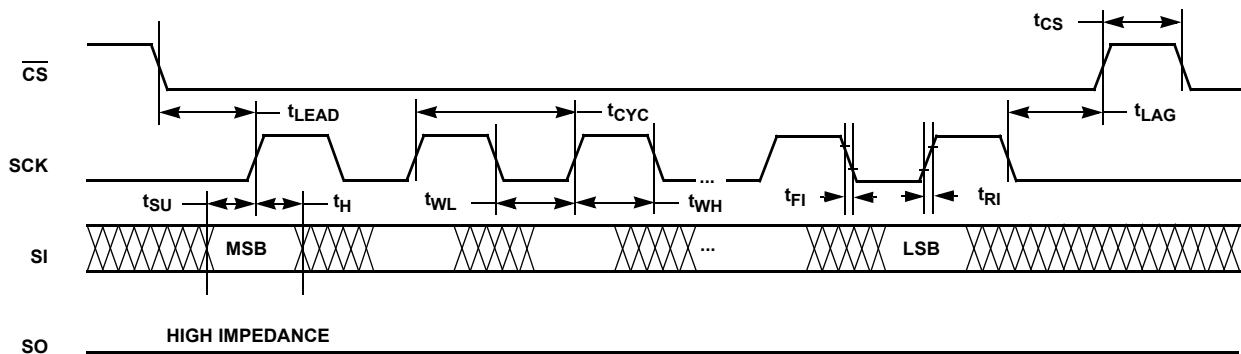 tCS
CS
tLEAD
tCYC
tLAG
SCK
...
tSU
tH
tWL
tWH
tFI
tRI
SI
MSB
...
LSB
HIGH IMPEDANCE
SO